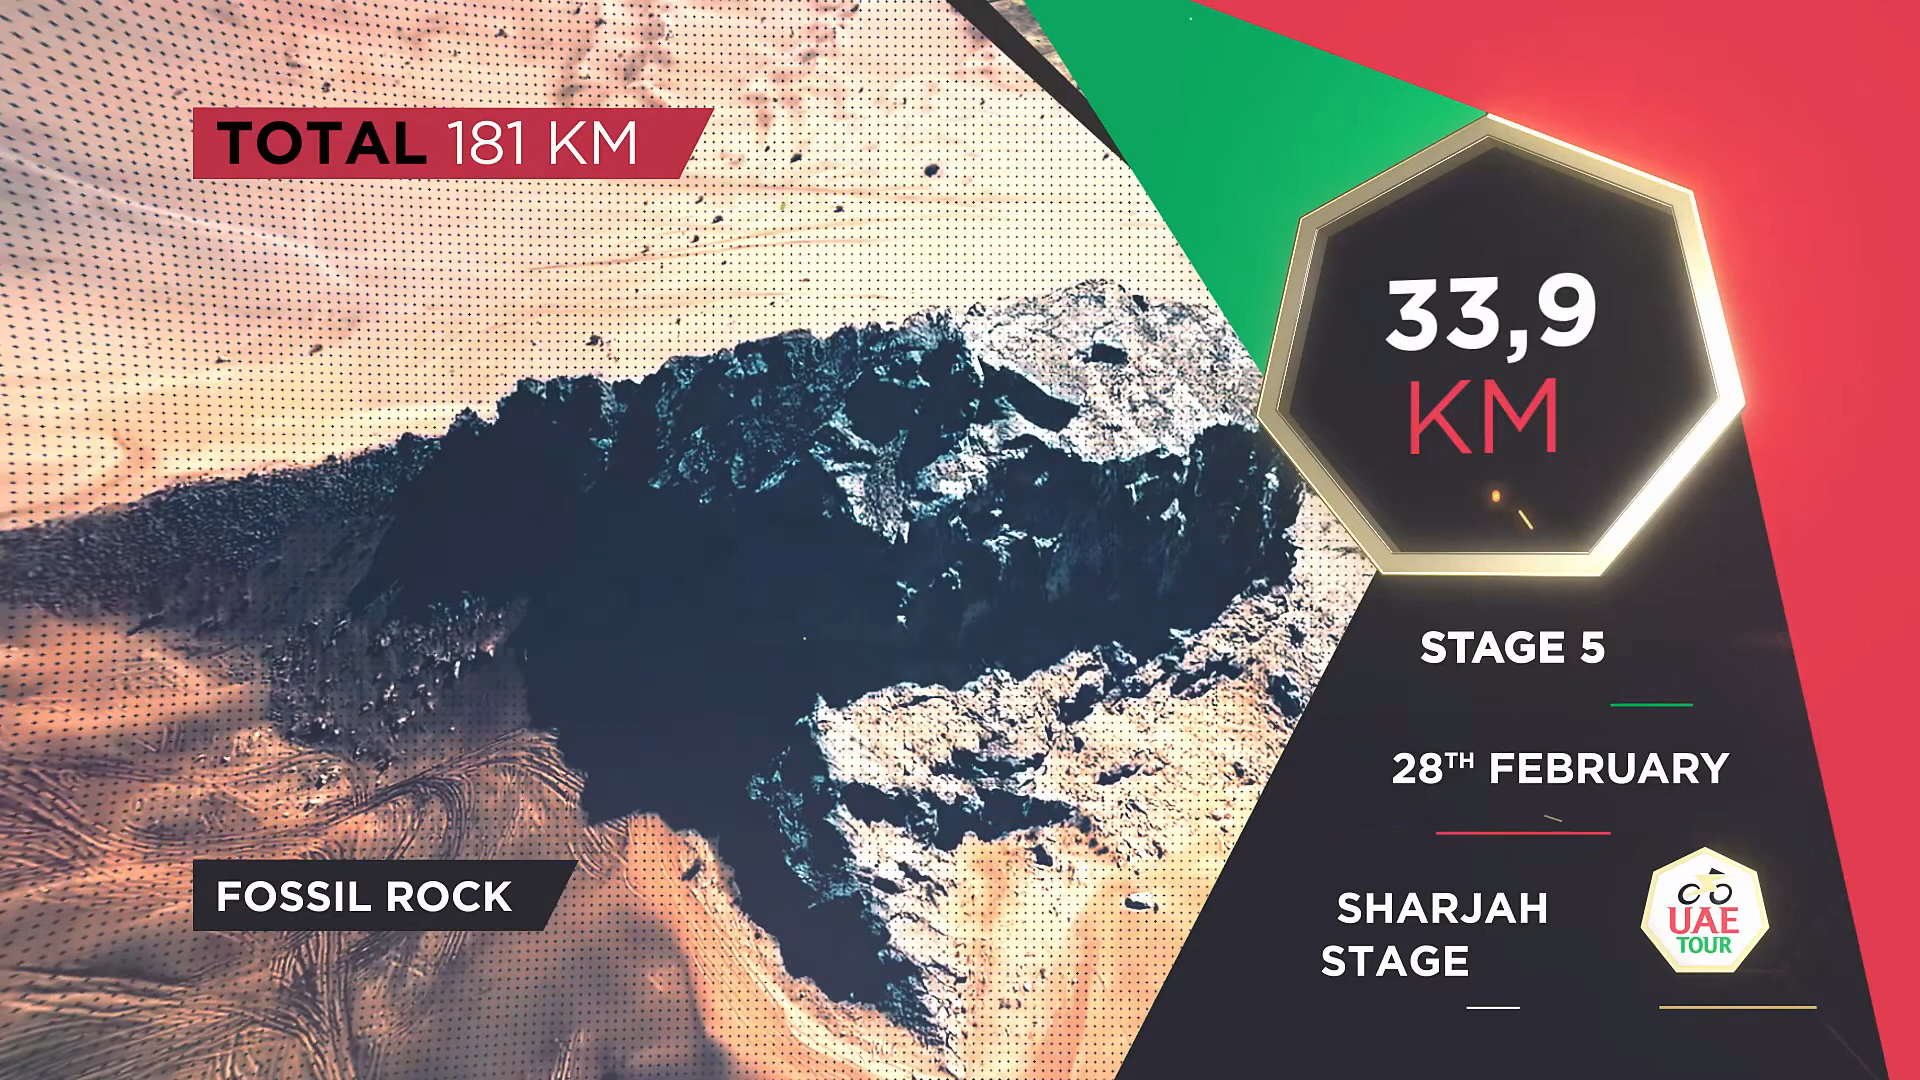 TOTAL 181 KM
33,9
KM
STAGE 5
28TH FEBRUARY
FOSSIL ROCK
SHARJAH
STAGE
UAE
TOUR